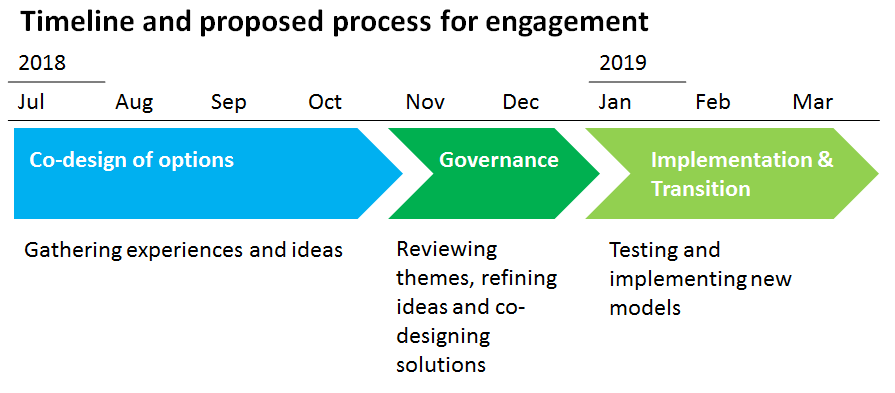 Timeline and proposed process for engagement
2018 2019
Jul Aug Sep Oct Nov Dec Jan Feb Mar
Co-design of options
Governance
Implementation &
Transition
Gathering experiences and ideas
Reviewing
themes, refining
ideas and co-
designing
solutions
Testing and
implementing new
models